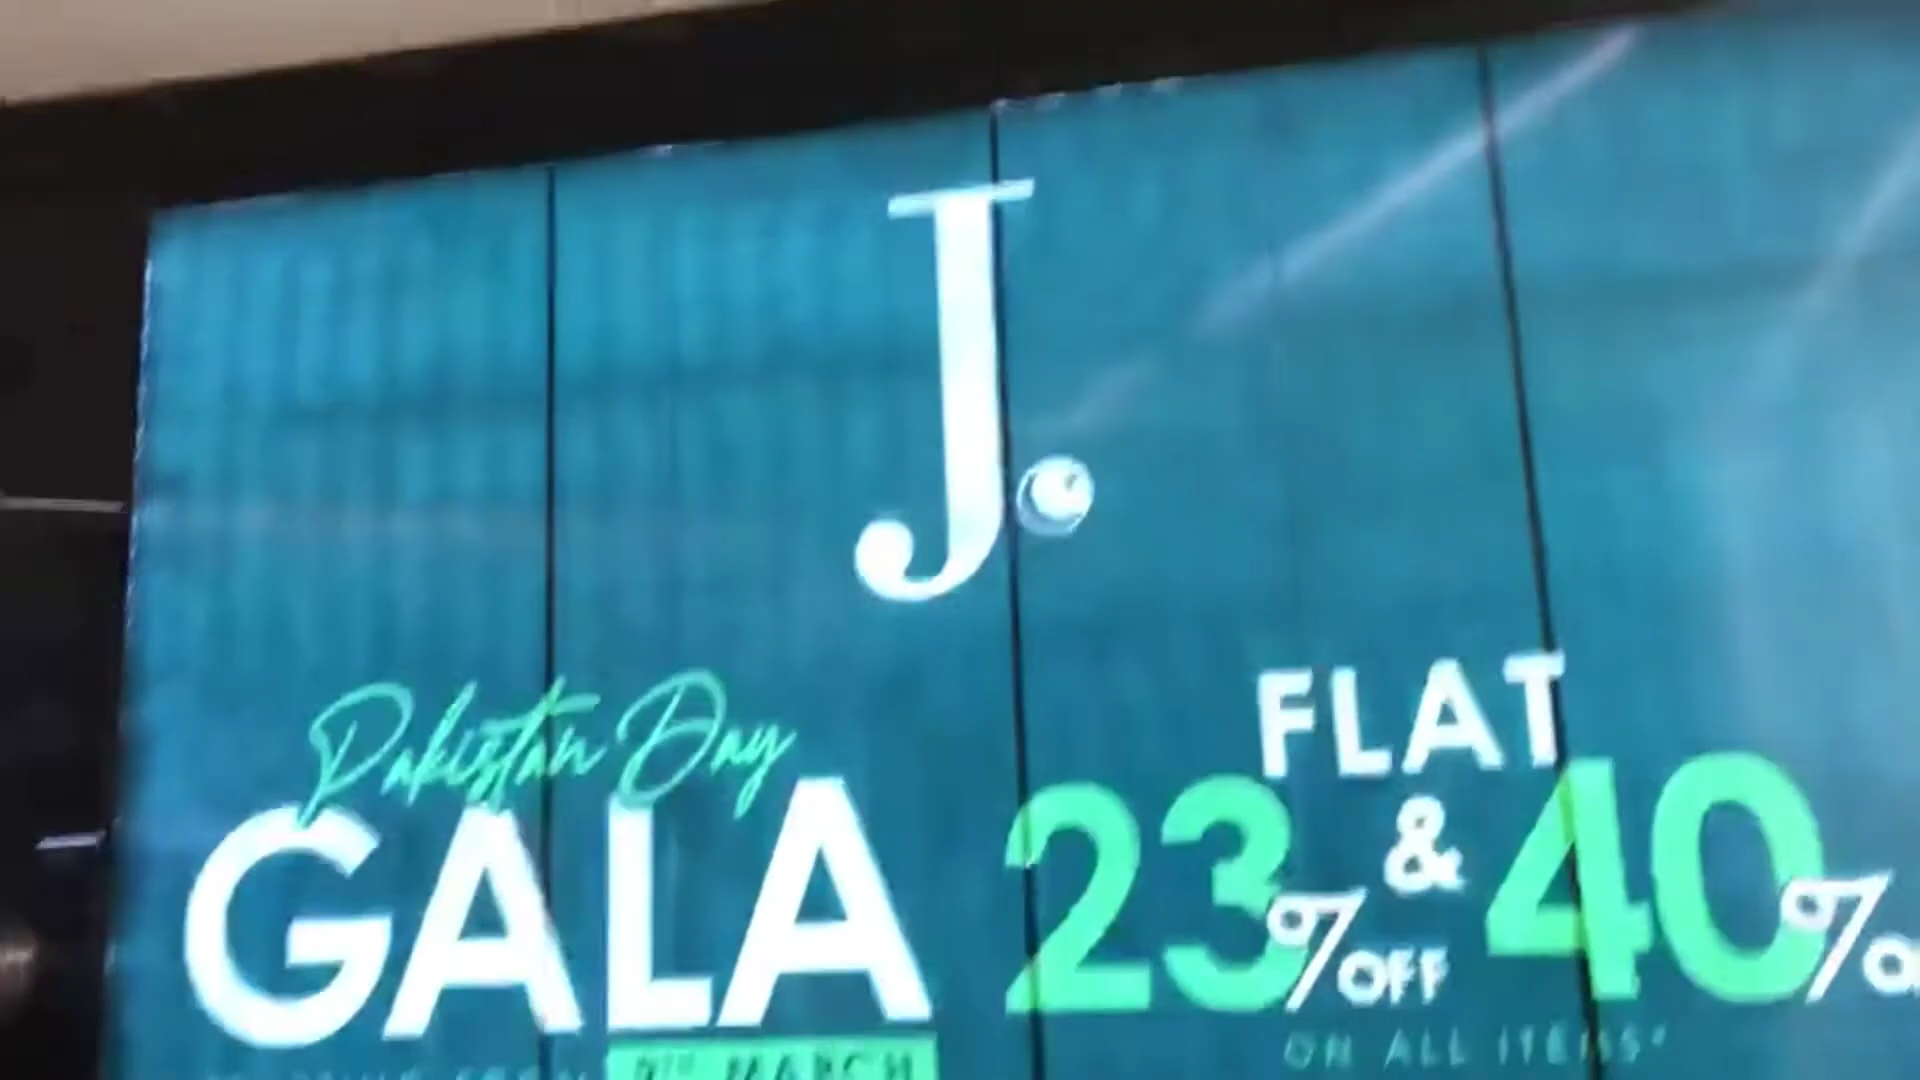 J.
Pakistan Day
GALA
FLAT
23% OFF & 40%
ON ALL ITEMS*
MARCH